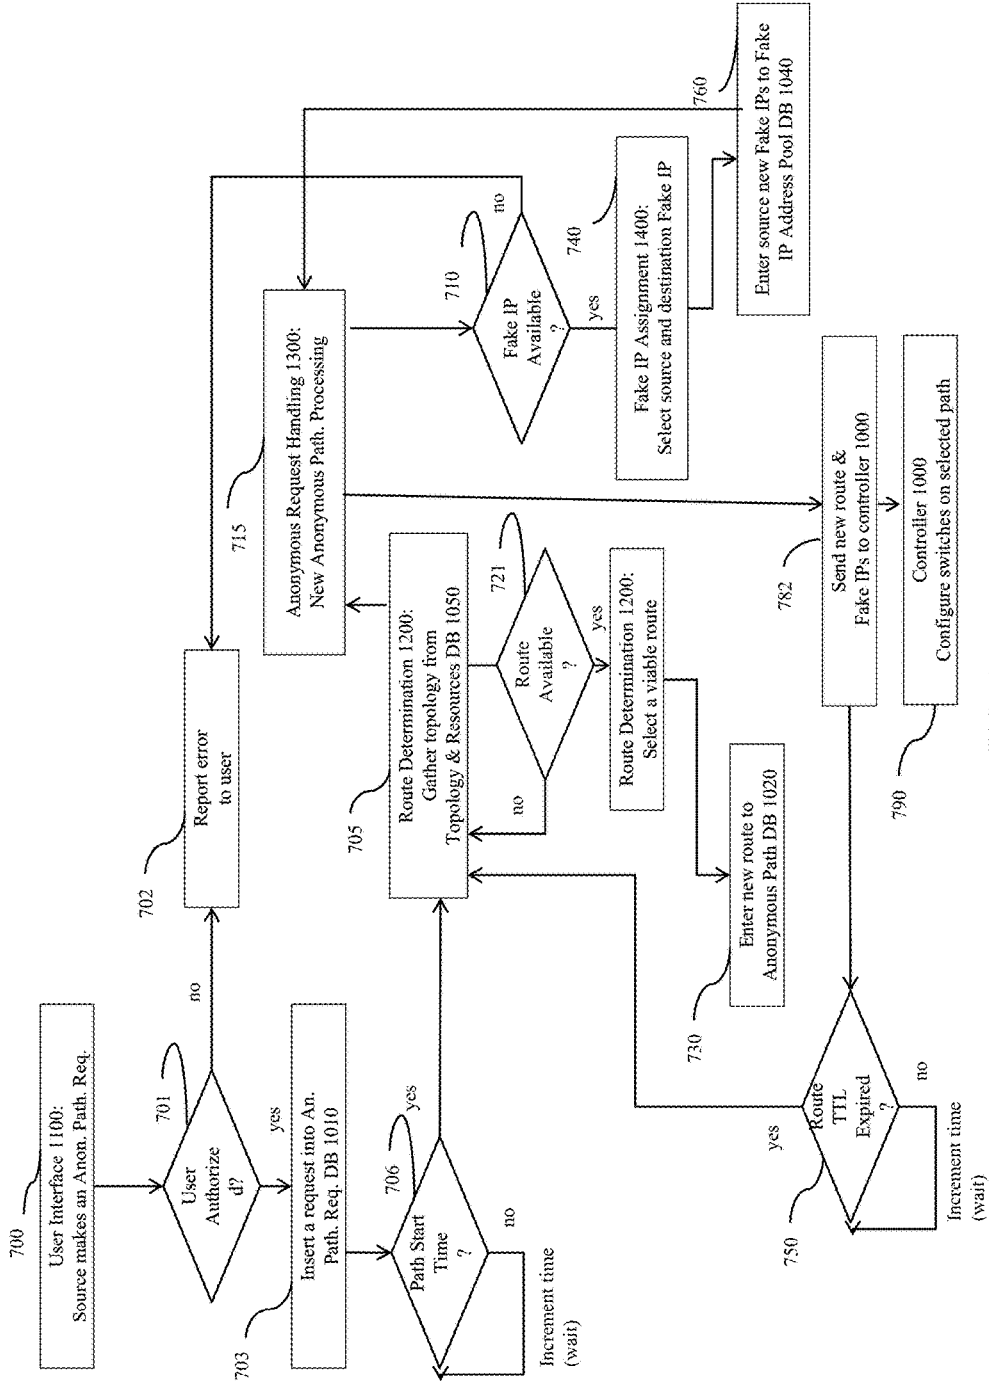 700
User Interface 1100:
Source makes an Anon. Path. Req.
701
User
Authorize
d?
no
yes
702
Report error
to user
703
Insert a request into An.
Path. Req. DB 1010
706
Path Start
Time
?
yes
no
Increment time
(wait)
705
Route Determination 1200:
Gather topology from
Topology & Resources DB 1050
715
Anonymous Request Handling 1300:
New Anonymous Path. Processing
710
Fake IP
Available
?
no
yes
721
Route
Available
?
no
yes
Route Determination 1200:
Select a viable route
730
Enter new route to
Anonymous Path DB 1020
740
Fake IP Assignment 1400:
Select source and destination Fake IP
760
Enter source new Fake IPs to Fake
IP Address Pool DB 1040
782
Send new route &
Fake IPs to controller 1000
790
Controller 1000
Configure switches on selected path
750
Route
TTL
Expired
?
yes
no
Increment time
(wait)